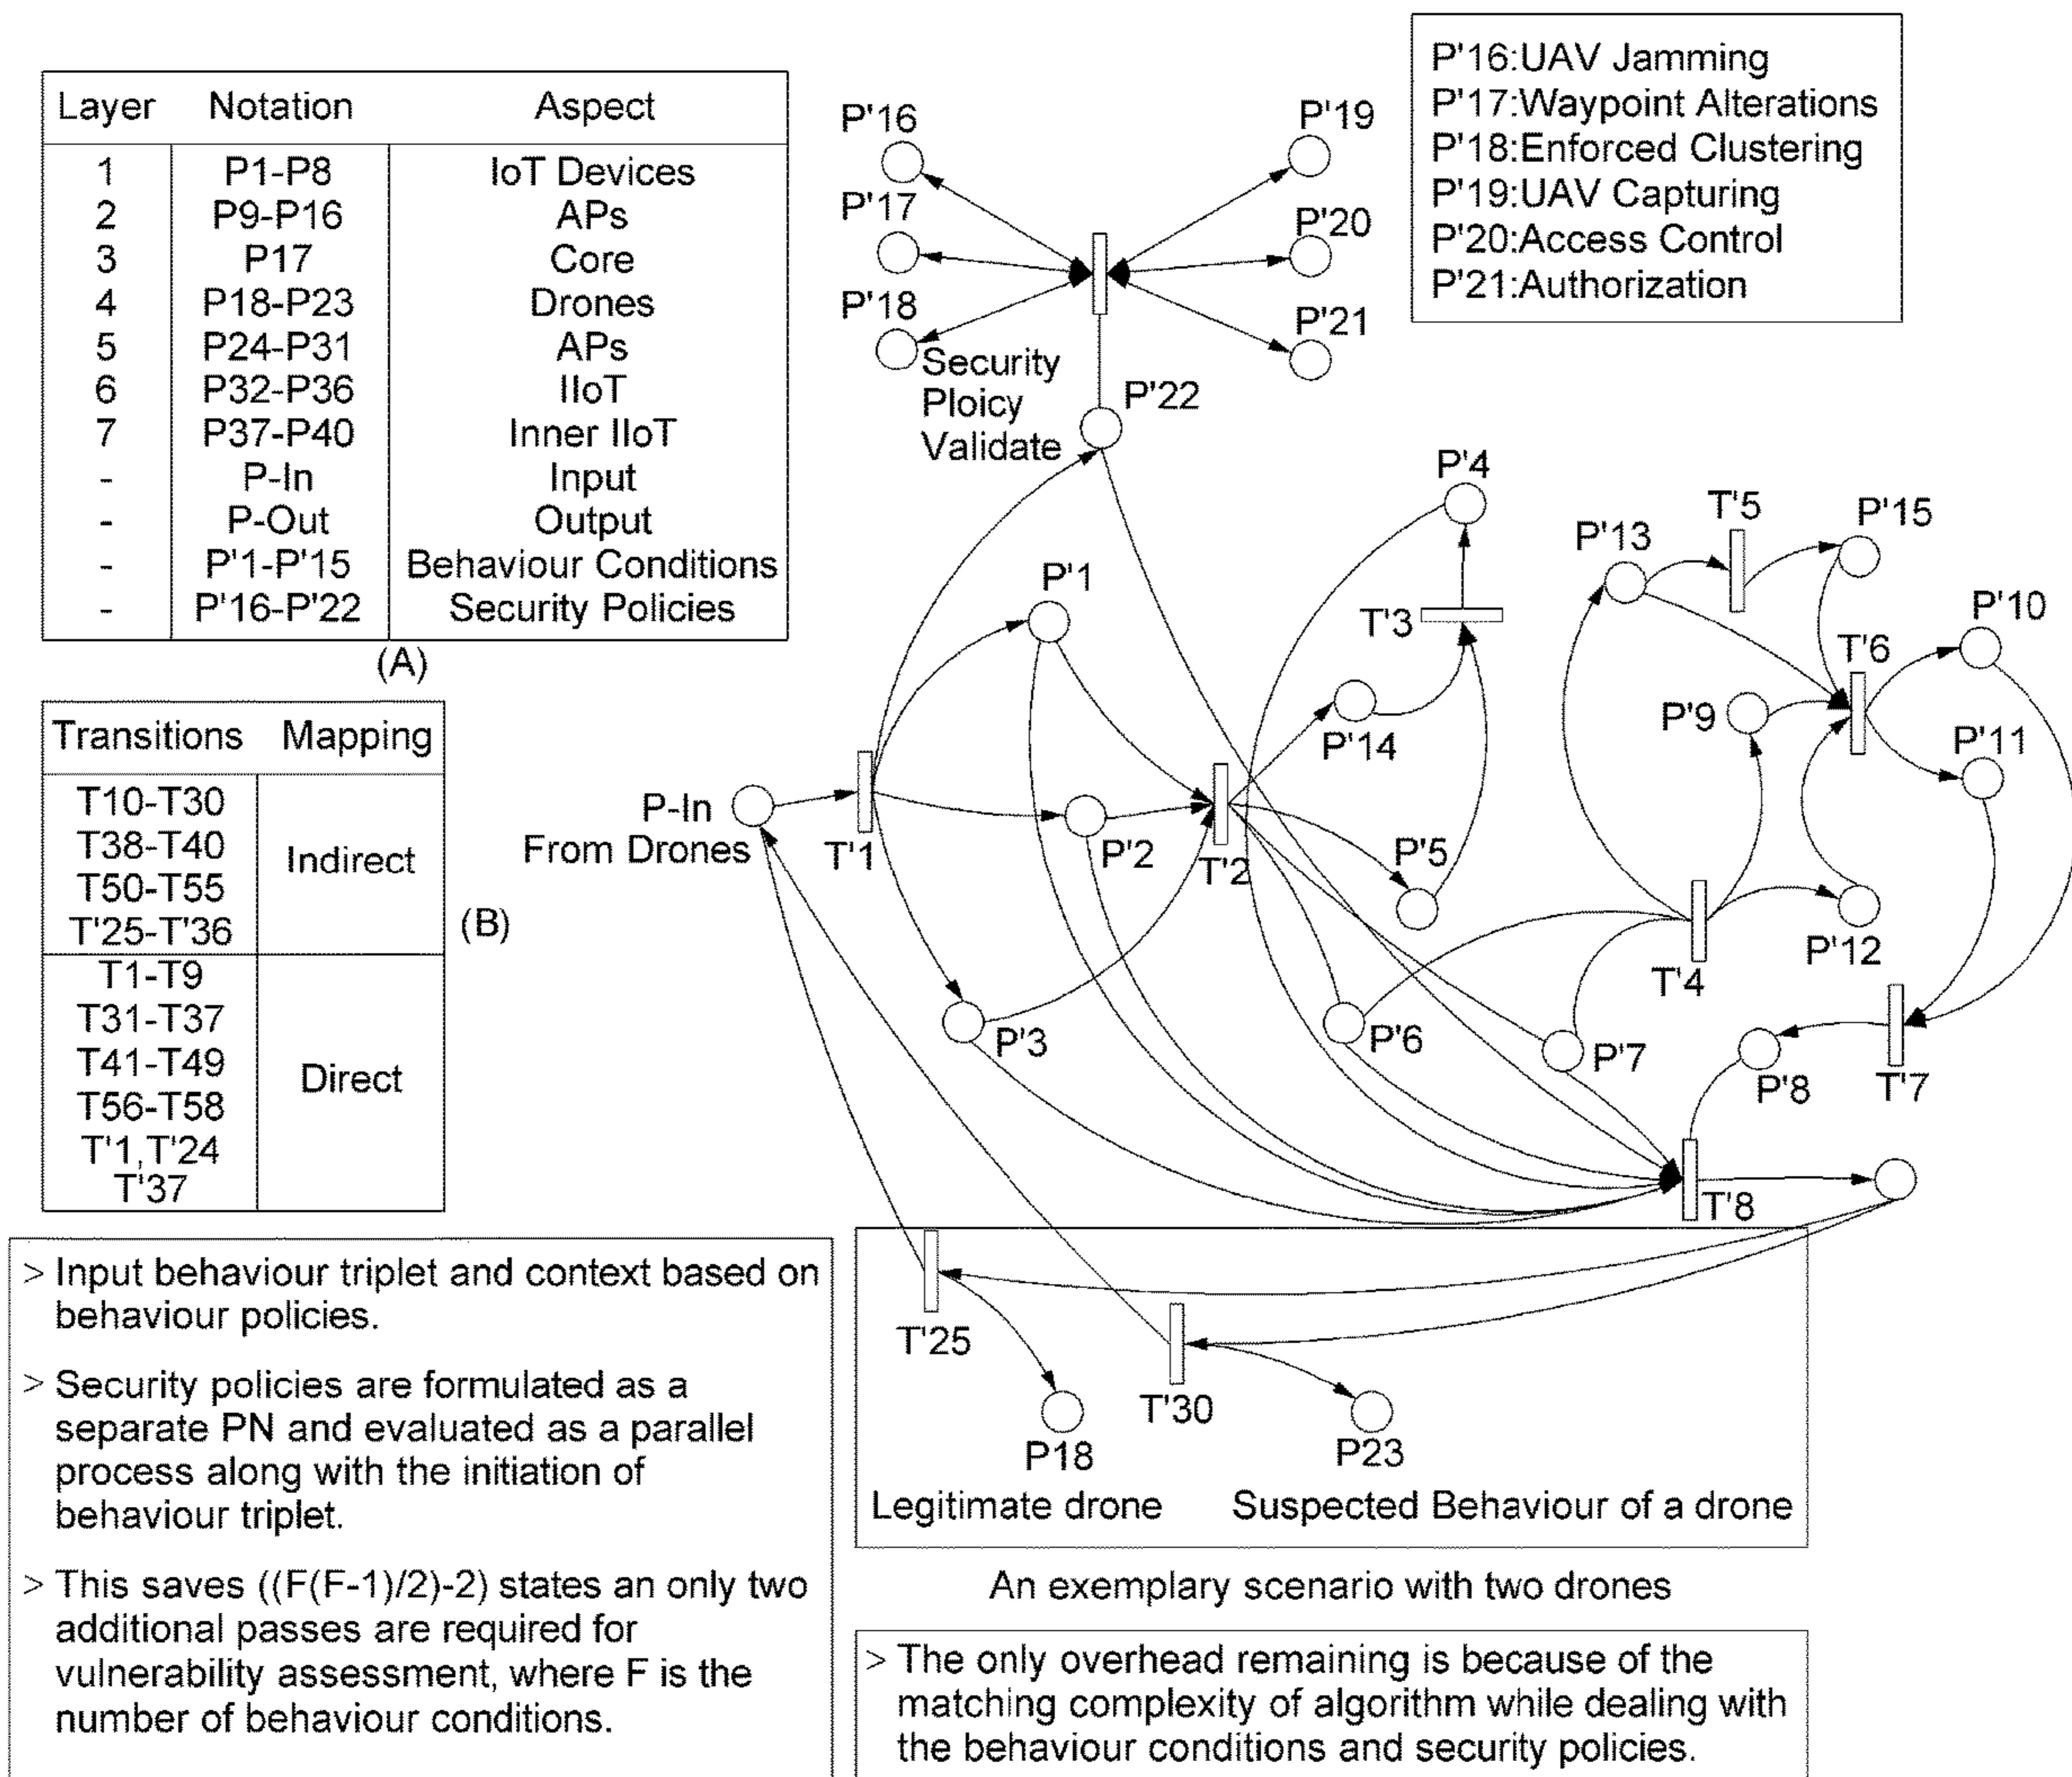 Layer Notation Aspect
1 P1-P8 IoT Devices
2 P9-P16 APs
3 P17 Core
4 P18-P23 Drones
5 P24-P31 APs
6 P32-P36 IIoT
7 P37-P40 Inner IIoT
- P-In Input
- P-Out Output
- P'1-P'15 Behaviour Conditions
- P'16-P'22 Security Policies
(A)
Transitions Mapping
T10-T30
T38-T40
Indirect
T50-T55
T'25-T'36
T1-T9
T31-T37
T41-T49
Direct
T56-T58
T'1,T'24
T'37
(B)
P'16:UAV Jamming
P'17:Waypoint Alterations
P'18:Enforced Clustering
P'19:UAV Capturing
P'20:Access Control
P'21:Authorization
P'16
P'19
P'17
P'20
P'18
P'21
Security
Ploicy
Validate
P'22
P'4
T'5
P'15
P'13
P'1
T'3
P'10
T'6
P'9
P'14
P'11
P-In
From Drones
T'1
P'2
T'2
P'5
P'12
T'4
P'3
P'6
P'7
P'8
T'7
T'8
T'25
T'30
P18
P23
Legitimate drone
Suspected Behaviour of a drone
An exemplary scenario with two drones
> Input behaviour triplet and context based on
behaviour policies.
> Security policies are formulated as a
separate PN and evaluated as a parallel
process along with the initiation of
behaviour triplet.
> This saves ((F(F-1)/2)-2) states an only two
additional passes are required for
vulnerability assessment, where F is the
number of behaviour conditions.
> The only overhead remaining is because of the
matching complexity of algorithm while dealing with
the behaviour conditions and security policies.